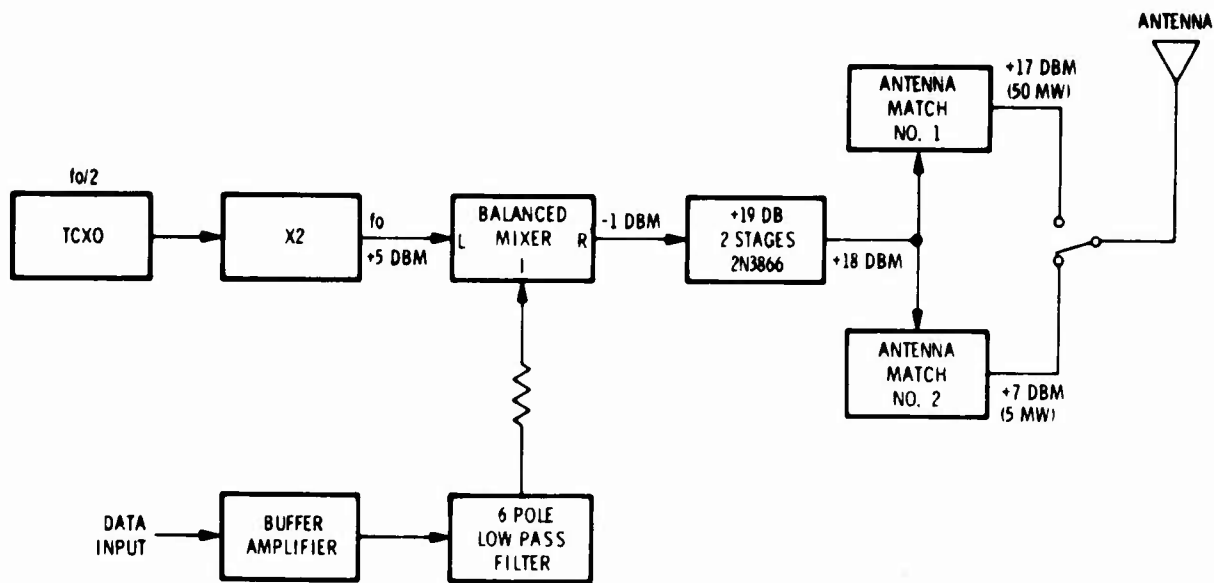 ANTENNA
+17 DBM
(50 MW)
ANTENNA
MATCH
NO. 1
fo/2
TCXO
X2
fo
+5 DBM
BALANCED
MIXER
L
R
I
-1 DBM
+19 DB
2 STAGES
2N3866
+18 DBM
ANTENNA
MATCH
NO. 2
+7 DBM
(5 MW)
DATA
INPUT
BUFFER
AMPLIFIER
6 POLE
LOW PASS
FILTER